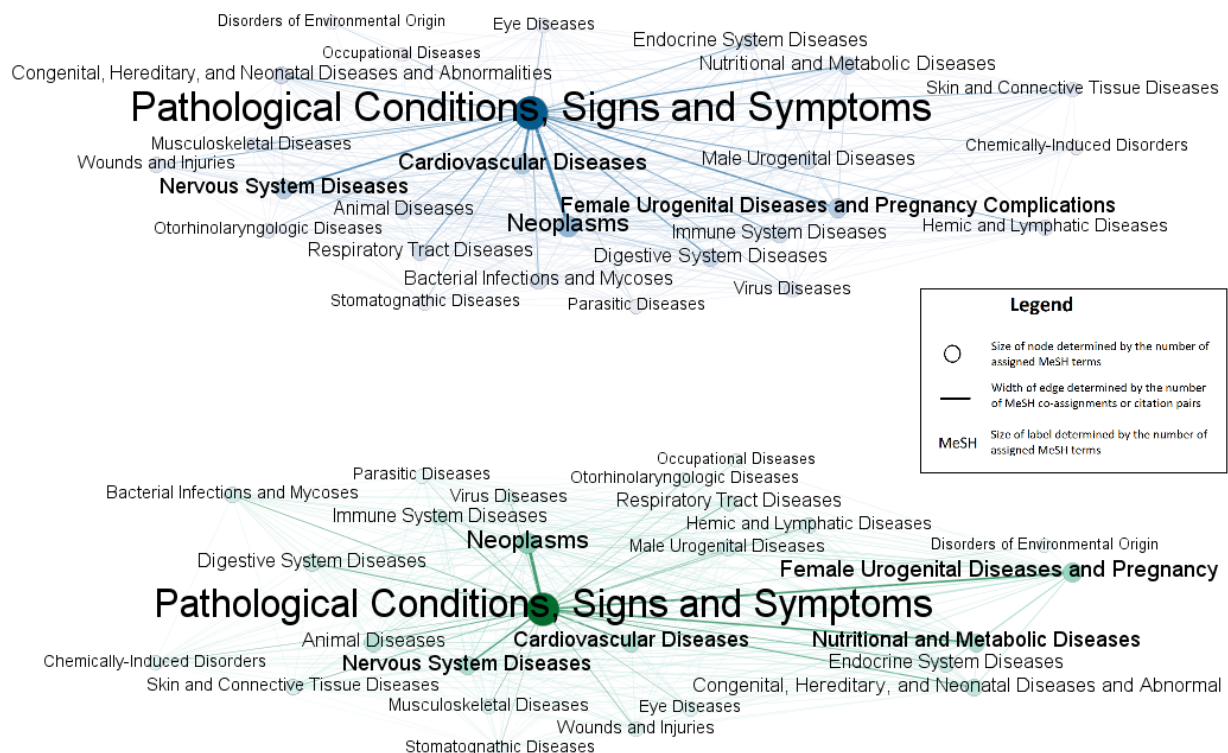 Disorders of Environmental Origin
Eye Diseases
Endocrine System Diseases
Occupational Diseases
Nutritional and Metabolic Diseases
Congenital, Hereditary, and Neonatal Diseases and Abnormalities
Skin and Connective Tissue Diseases
Pathological Conditions, Signs and Symptoms
Musculoskeletal Diseases
Chemically-Induced Disorders
Wounds and Injuries
Cardiovascular Diseases
Male Urogenital Diseases
Nervous System Diseases
Female Urogenital Diseases and Pregnancy Complications
Animal Diseases
Neoplasms
Otorhinolaryngologic Diseases
Immune System Diseases
Hemic and Lymphatic Diseases
Respiratory Tract Diseases
Digestive System Diseases
Bacterial Infections and Mycoses
Virus Diseases
Stomatognathic Diseases
Parasitic Diseases
Legend
Size of node determined by the number of
assigned MeSH terms
Width of edge determined by the number
of MeSH co-assignments or citation pairs
MeSH
Size of label determined by the number of
assigned MeSH terms
Occupational Diseases
Parasitic Diseases
Otorhinolaryngologic Diseases
Bacterial Infections and Mycoses
Virus Diseases
Respiratory Tract Diseases
Immune System Diseases
Hemic and Lymphatic Diseases
Neoplasms
Male Urogenital Diseases
Disorders of Environmental Origin
Digestive System Diseases
Female Urogenital Diseases and Pregnancy
Pathological Conditions, Signs and Symptoms
Animal Diseases
Cardiovascular Diseases
Nutritional and Metabolic Diseases
Chemically-Induced Disorders
Nervous System Diseases
Endocrine System Diseases
Skin and Connective Tissue Diseases
Congenital, Hereditary, and Neonatal Diseases and Abnormal
Musculoskeletal Diseases
Eye Diseases
Wounds and Injuries
Stomatognathic Diseases